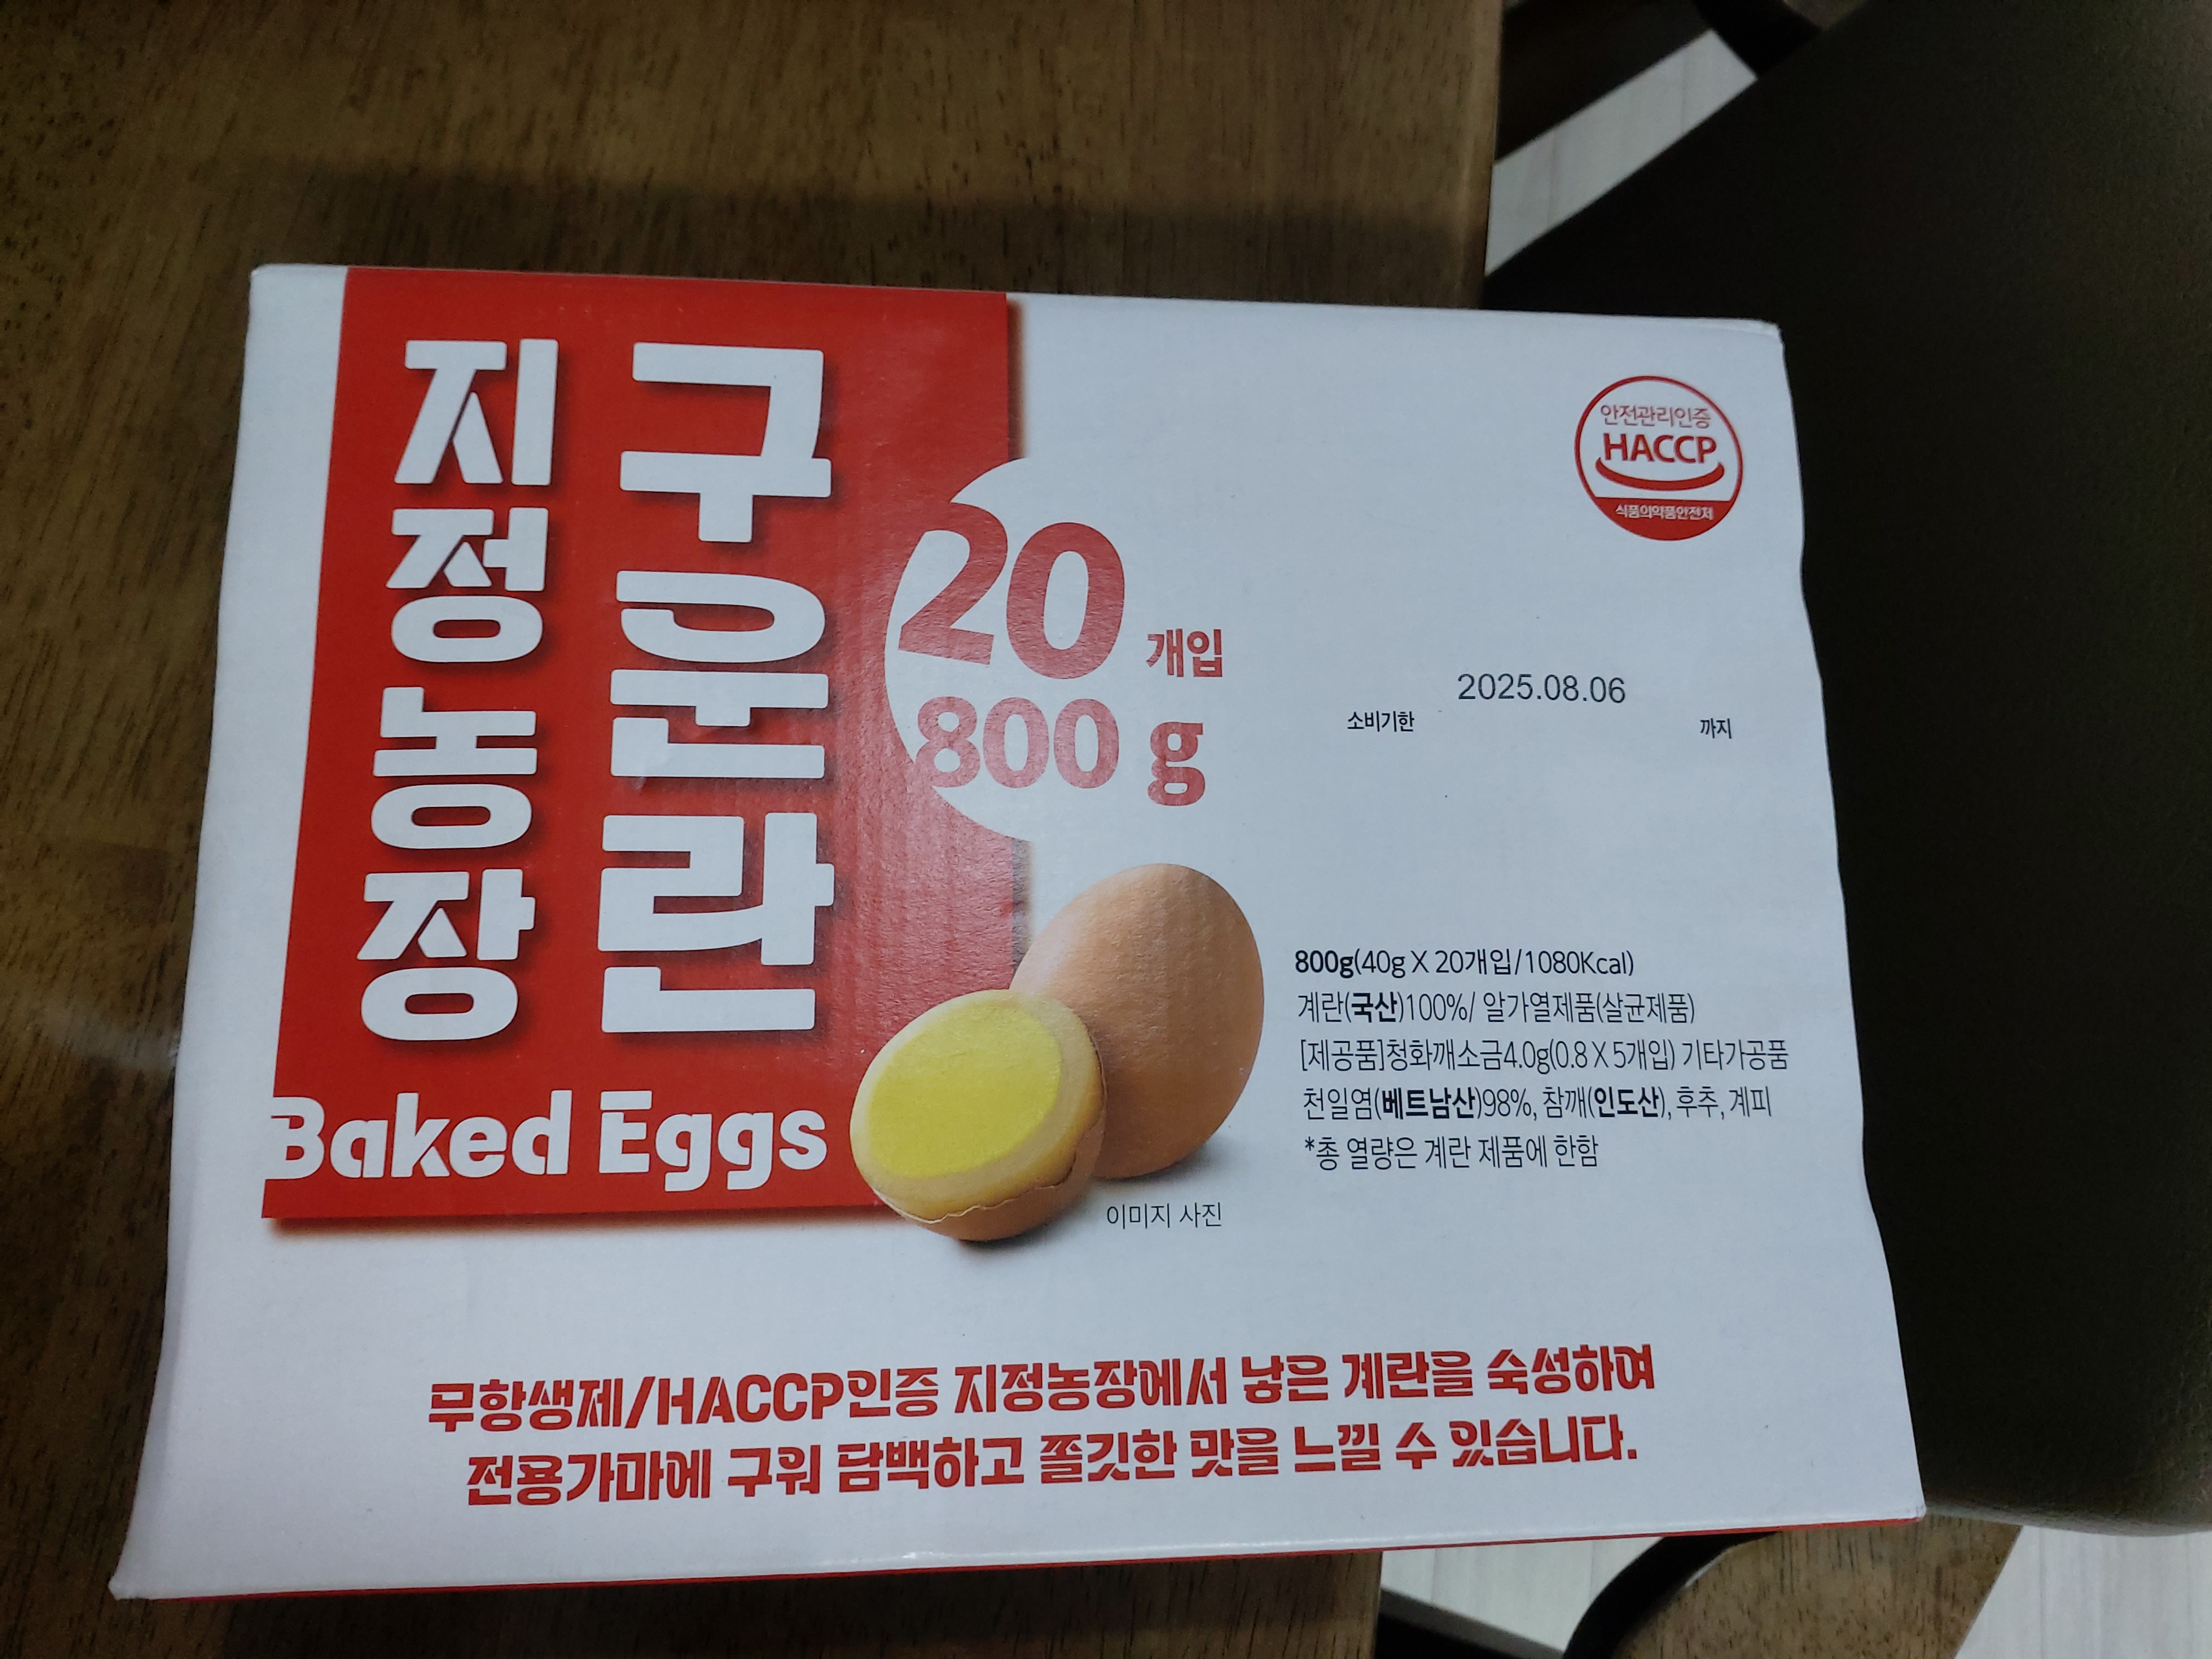 지정농장
구운란
Baked Eggs
20개입
800 g
안전관리인증
HACCP
식품의약품안전처
2025.08.06
소비기한 까지
800g(40g X 20개입/1080Kcal)
계란(국산)100%/ 알가열제품(살균제품)
[제공품]청화깨소금4.0g(0.8 X 5개입) 기타가공품
천일염(베트남산)98%, 참깨(인도산), 후추, 계피
*총 열량은 계란 제품에 한함
이미지 사진
무항생제/HACCP인증 지정농장에서 낳은 계란을 숙성하여
전용가마에 구워 담백하고 쫄깃한 맛을 느낄 수 있습니다.